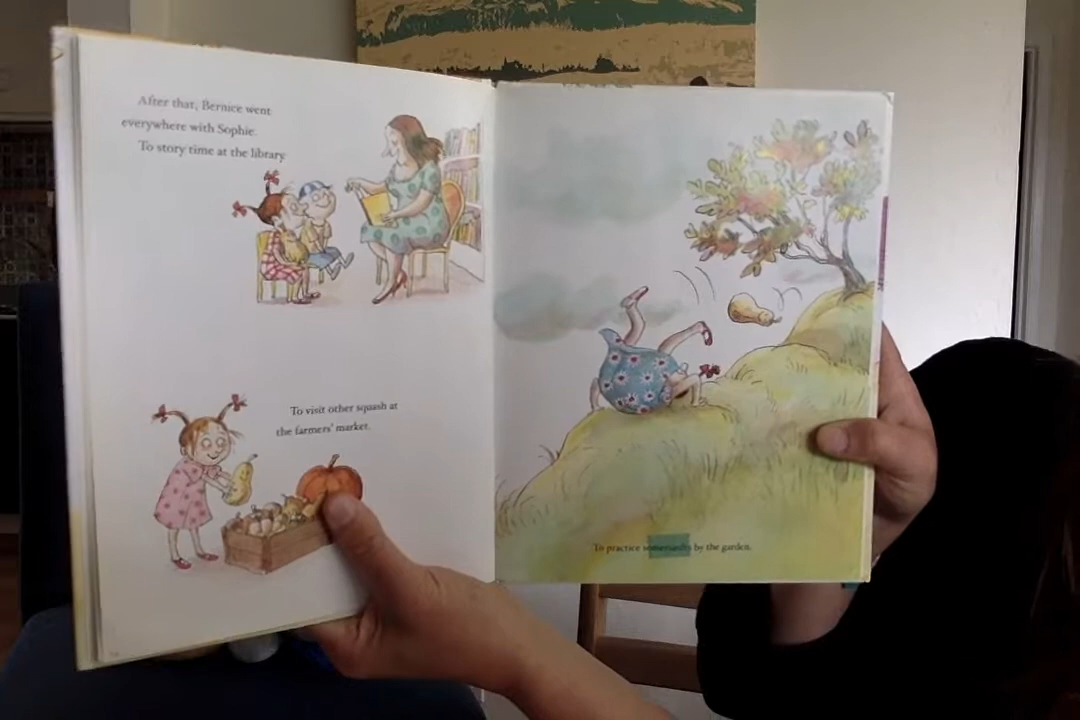 After that, Bernice went
everywhere with Sophie.
To story time at the library.
To visit other squash at
the farmers' market.
To practice somersaults by the garden.